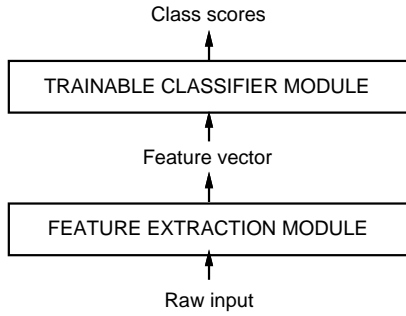 Class scores
TRAINABLE CLASSIFIER MODULE
Feature vector
FEATURE EXTRACTION MODULE
Raw input